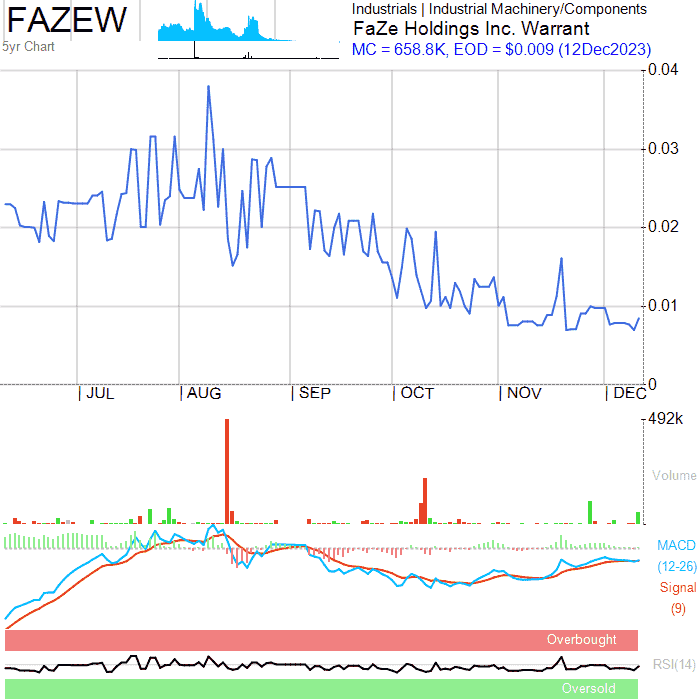 FAZEW
5yr Chart
Industrials | Industrial Machinery/Components
FaZe Holdings Inc. Warrant
MC = 658.8K, EOD = $0.009 (12Dec2023)
0.04
0.03
0.02
0.01
0
| JUL | AUG | SEP | OCT | NOV | DEC
492k
Volume
MACD
(12-26)
Signal
(9)
Overbought
RSI(14)
Oversold